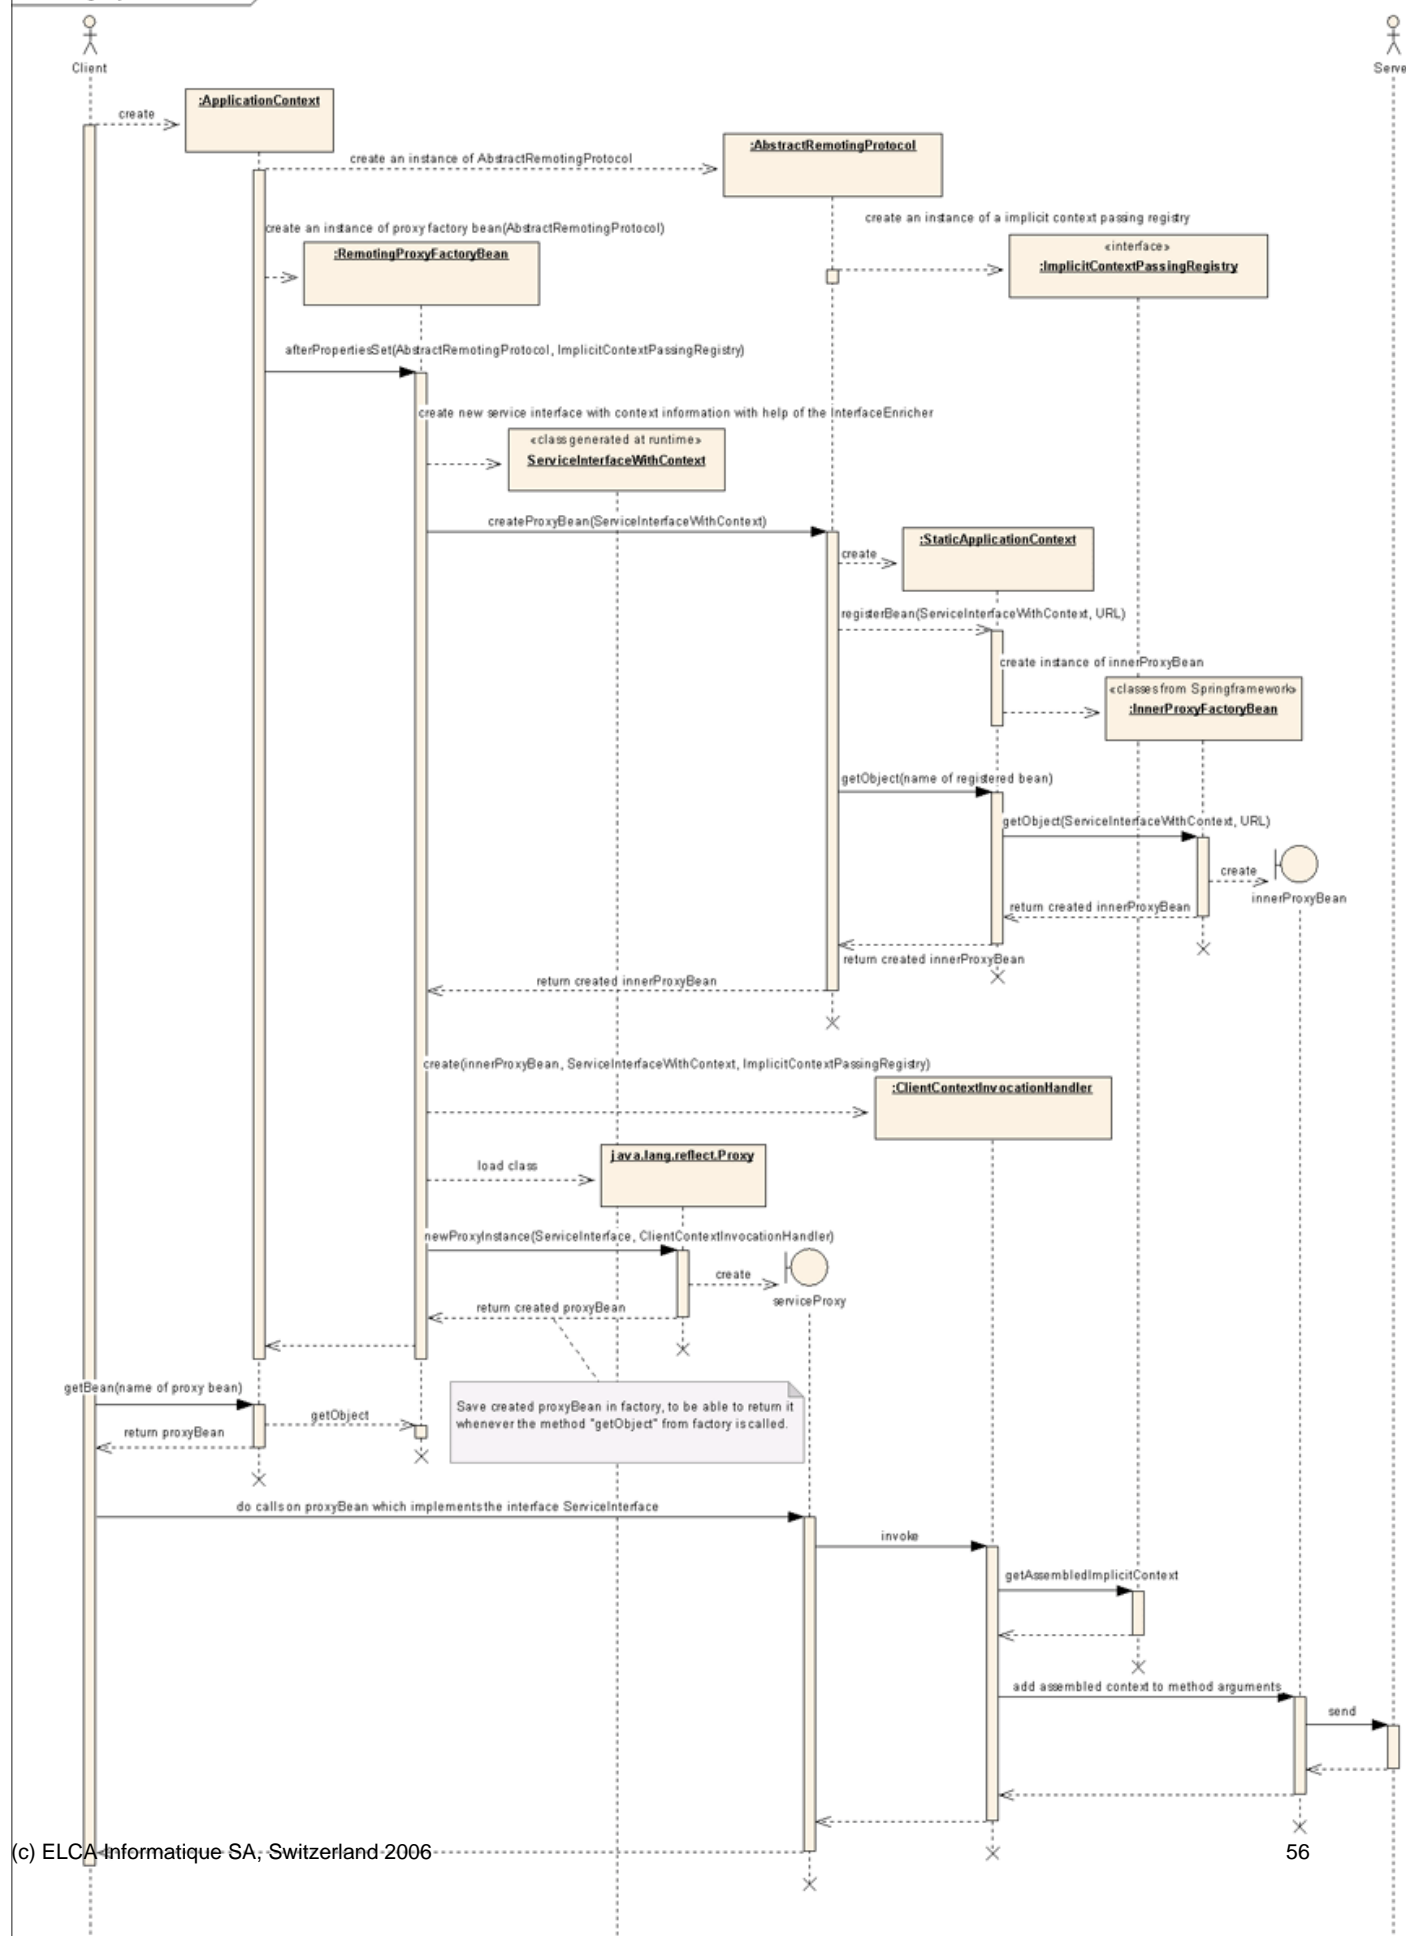 Client
Serve
:ApplicationContext
create
:AbstractRemotingProtocol
create an instance of AbstractRemotingProtocol
create an instance of a implicit context passing registry
create an instance of proxy factory bean(AbstractRemotingProtocol)
«interface»
:ImplicitContextPassingRegistry
:RemotingProxyFactoryBean
afterPropertiesSet(AbstractRemotingProtocol, ImplicitContextPassingRegistry)
create new service interface with context information with help of the InterfaceEnricher
«class generated at runtime»
ServiceInterfaceWithContext
createProxyBean(ServiceInterfaceWithContext)
:StaticApplicationContext
create
registerBean(ServiceInterfaceWithContext, URL)
create instance of innerProxyBean
«classes from Springframework»
:InnerProxyFactoryBean
getObject(name of registered bean)
getObject(ServiceInterfaceWithContext, URL)
create
innerProxyBean
return created innerProxyBean
return created innerProxyBean
return created innerProxyBean
create(innerProxyBean, ServiceInterfaceWithContext, ImplicitContextPassingRegistry)
:ClientContextInvocationHandler
java.lang.reflect.Proxy
load class
newProxyInstance(ServiceInterface, ClientContextInvocationHandler)
create
serviceProxy
return created proxyBean
getBean(name of proxy bean)
Save created proxyBean in factory, to be able to return it
whenever the method "getObject" from factory is called.
getObject
return proxyBean
do calls on proxyBean which implements the interface ServiceInterface
invoke
getAssembledImplicitContext
add assembled context to method arguments
send
(c) ELCA Informatique SA, Switzerland 2006
56